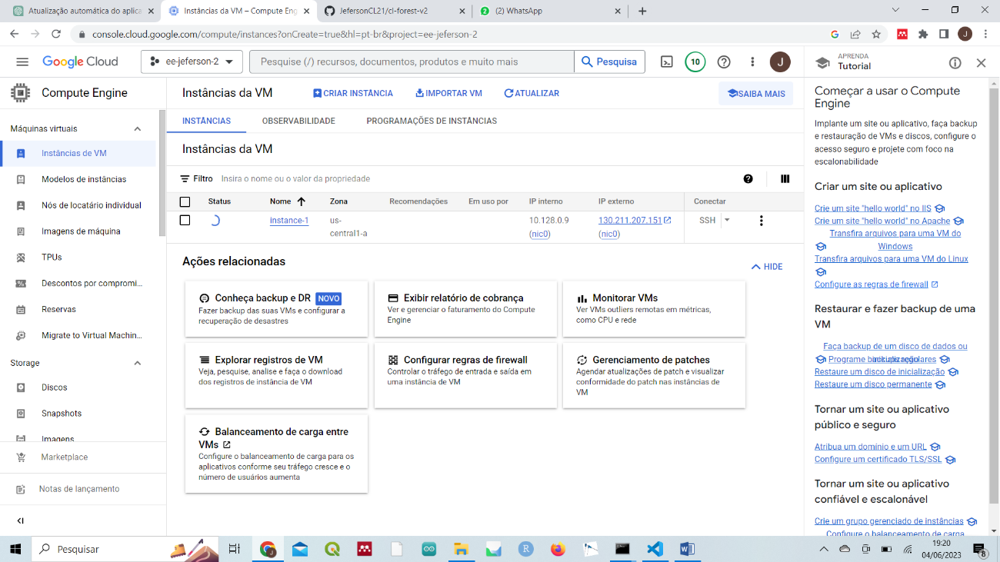 Atualização automática do aplica
Instâncias da VM – Compute Eng
JefersonCL21/cl-forest-v2
(2) WhatsApp
console.cloud.google.com/compute/instances?onCreate=true&hl=pt-br&project=ee-jeferson-2
J
Google Cloud
ee-jeferson-2
Pesquise (/) recursos, documentos, produtos e muito mais
Pesquisa
10
J
APRENDA
Tutorial
Compute Engine
Instâncias da VM
CRIAR INSTÂNCIA
IMPORTAR VM
ATUALIZAR
SAIBA MAIS
Máquinas virtuais
Instâncias de VM
Modelos de instâncias
Nós de locatário individual
Imagens de máquina
TPUs
Descontos por compromi...
Reservas
Migrate to Virtual Machin...
Storage
Discos
Snapshots
Imagens
Marketplace
Notas de lançamento
INSTÂNCIAS
OBSERVABILIDADE
PROGRAMAÇÕES DE INSTÂNCIAS
Instâncias da VM
Filtro
Insira o nome ou o valor da propriedade
Status
Nome
Zona
Recomendações
Em uso por
IP interno
IP externo
Conectar
instance-1
us-
central1-a
10.128.0.9
(nic0)
130.211.207.151
(nic0)
SSH
Ações relacionadas
HIDE
Conheça backup e DR NOVO
Fazer backup das suas VMs e configurar a
recuperação de desastres
Exibir relatório de cobrança
Ver e gerenciar o faturamento do Compute
Engine
Monitorar VMs
Ver VMs outliers remotas em métricas,
como CPU e rede
Explorar registros de VM
Veja, pesquise, analise e faça o download
dos registros de instância de VM
Configurar regras de firewall
Controlar o tráfego de entrada e saída em
uma instância de VM
Gerenciamento de patches
Agendar atualizações de patch e visualizar
conformidade do patch nas instâncias de
VM
Balanceamento de carga entre
VMs
Configure o balanceamento de carga para os
aplicativos conforme seu tráfego cresce e o
número de usuários aumenta
Começar a usar o Compute
Engine
Implante um site ou aplicativo, faça backup
e restauração de VMs e discos, configure o
acesso seguro e projete com foco na
escalonabilidade
Criar um site ou aplicativo
Crie um site "hello world" no IIS
Crie um site "hello world" no Apache
Transfira arquivos para uma VM do
Windows
Transfira arquivos para uma VM do Linux
Configure as regras de firewall
Restaurar e fazer backup de uma
VM
Faça backup de um disco de dados ou
Programe backups regulares
Restaure um disco de inicialização
Restaure um disco permanente
Tornar um site ou aplicativo
público e seguro
Atribua um domínio e um URL
Configure um certificado TLS/SSL
Tornar um site ou aplicativo
confiável e escalonável
Crie um grupo gerenciado de instâncias
Configure o balanceamento de carga
Pesquisar
19:20
04/06/2023
8